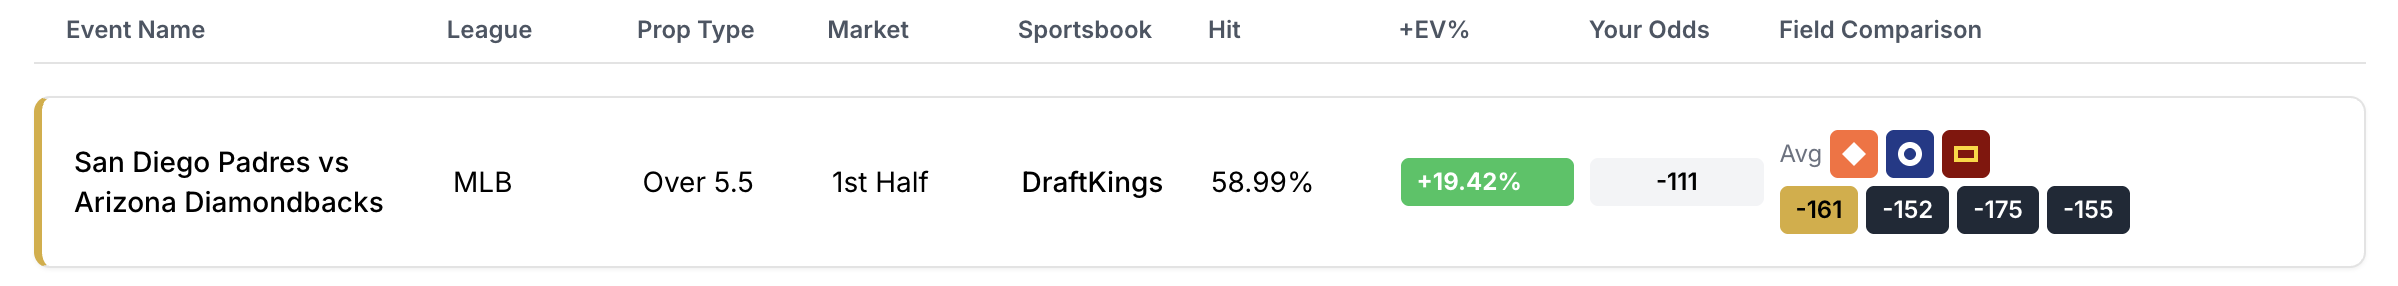 Event Name League Prop Type Market Sportsbook Hit +EV% Your Odds Field Comparison
San Diego Padres vs
Arizona Diamondbacks
MLB
Over 5.5
1st Half
DraftKings
58.99%
+19.42%
-111
Avg
-161 -152 -175 -155